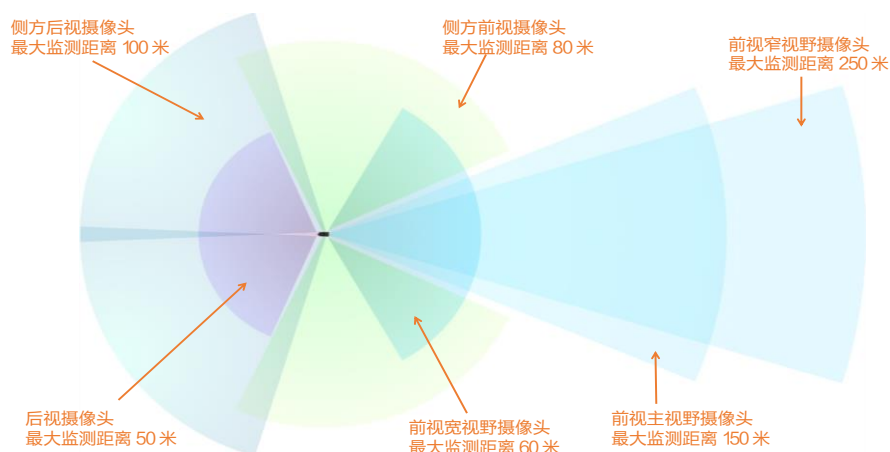 侧方后视摄像头
最大监测距离 100 米
侧方前视摄像头
最大监测距离 80 米
前视窄视野摄像头
最大监测距离 250 米
后视摄像头
最大监测距离 50 米
前视宽视野摄像头
最大监测距离 60 米
前视主视野摄像头
最大监测距离 150 米